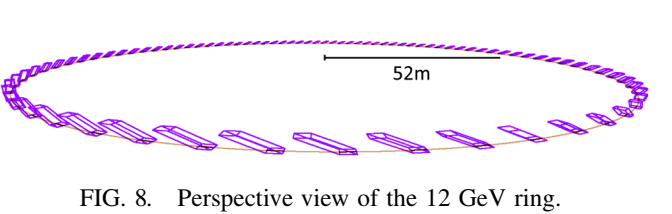 52m
FIG. 8. Perspective view of the 12 GeV ring.